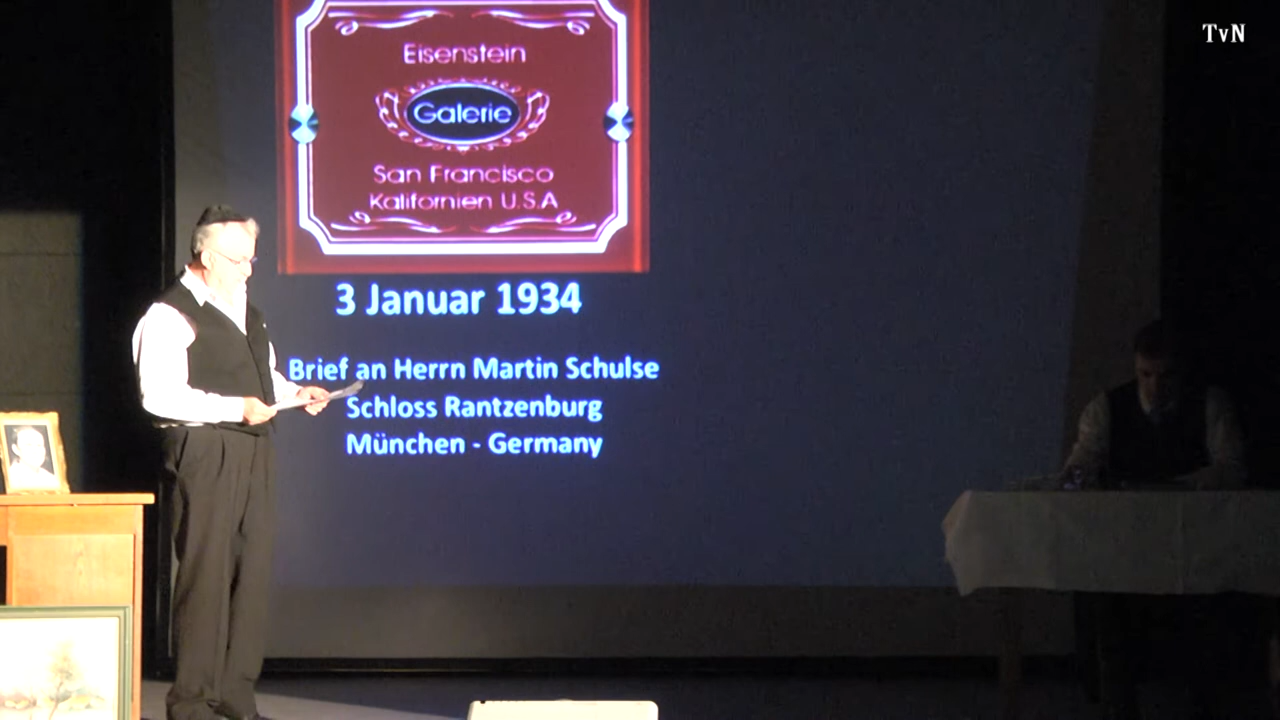 TvN
Eisenstein
Galerie
San Francisco
Kalifornien U.S.A
3 Januar 1934
Brief an Herrn Martin Schulse
Schloss Rantzenburg
München - Germany